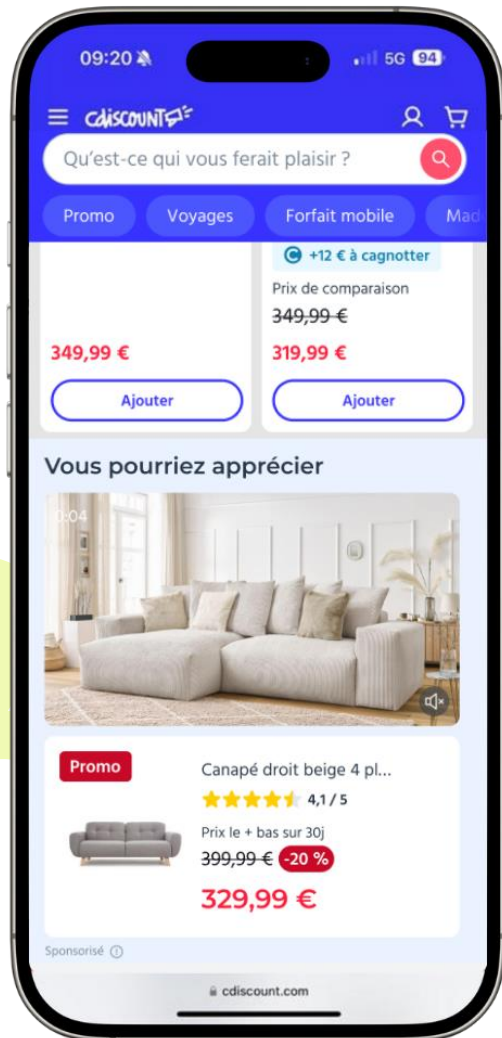 09:20
5G 94
Cdiscount
Qu'est-ce qui vous ferait plaisir ?
Promo Voyages Forfait mobile Mad
C +12 € à cagnotter
Prix de comparaison
349,99 €
349,99 € 319,99 €
Ajouter Ajouter
Vous pourriez apprécier
0:04
Promo
Canapé droit beige 4 pl...
4,1 / 5
Prix le + bas sur 30j
399,99 € -20 %
329,99 €
Sponsorisé
cdiscount.com